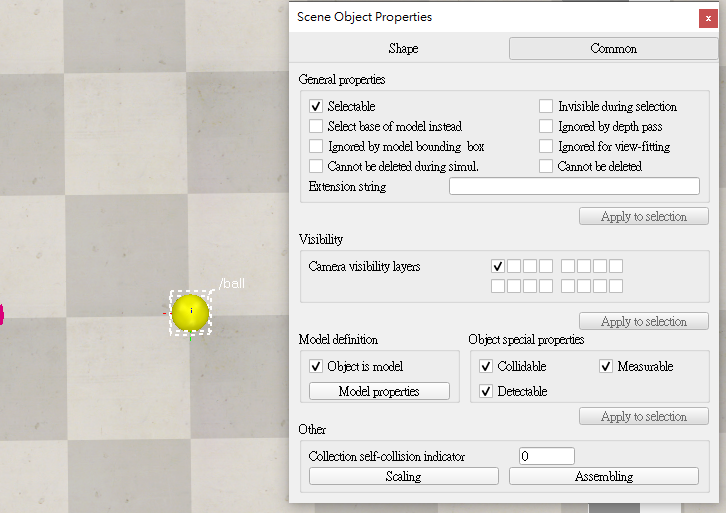 Scene Object Properties
x
Shape Common
General properties
Selectable Invisible during selection
Select base of model instead Ignored by depth pass
Ignored by model bounding box Ignored for view-fitting
Cannot be deleted during simul. Cannot be deleted
Extension string
Apply to selection
Visibility
Camera visibility layers
/ball
Apply to selection
Model definition Object special properties
Object is model Collidable Measurable
Model properties Detectable
Apply to selection
Other
Collection self-collision indicator 0
Scaling Assembling